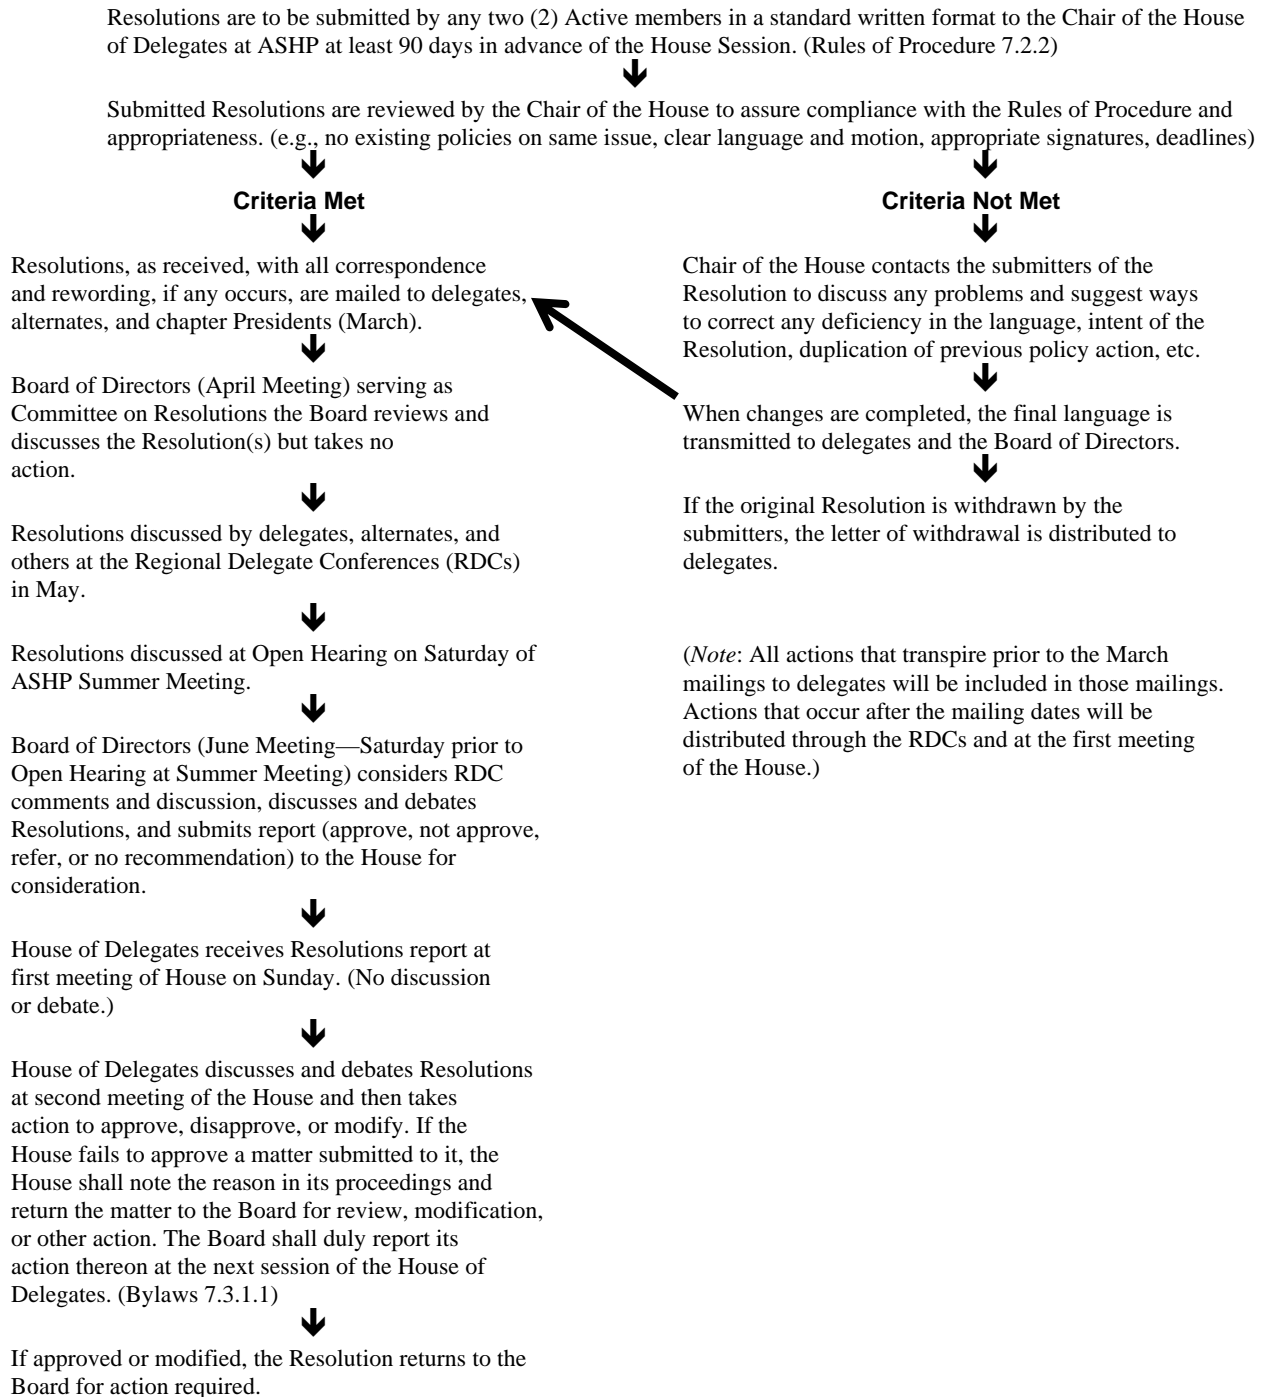 Resolutions are to be submitted by any two (2) Active members in a standard written format to the Chair of the House
of Delegates at ASHP at least 90 days in advance of the House Session. (Rules of Procedure 7.2.2)
Submitted Resolutions are reviewed by the Chair of the House to assure compliance with the Rules of Procedure and
appropriateness. (e.g., no existing policies on same issue, clear language and motion, appropriate signatures, deadlines)
Criteria Met
Resolutions, as received, with all correspondence
and rewording, if any occurs, are mailed to delegates,
alternates, and chapter Presidents (March).
Board of Directors (April Meeting) serving as
Committee on Resolutions the Board reviews and
discusses the Resolution(s) but takes no
action.
Resolutions discussed by delegates, alternates, and
others at the Regional Delegate Conferences (RDCs)
in May.
Resolutions discussed at Open Hearing on Saturday of
ASHP Summer Meeting.
Board of Directors (June Meeting—Saturday prior to
Open Hearing at Summer Meeting) considers RDC
comments and discussion, discusses and debates
Resolutions, and submits report (approve, not approve,
refer, or no recommendation) to the House for
consideration.
House of Delegates receives Resolutions report at
first meeting of House on Sunday. (No discussion
or debate.)
House of Delegates discusses and debates Resolutions
at second meeting of the House and then takes
action to approve, disapprove, or modify. If the
House fails to approve a matter submitted to it, the
House shall note the reason in its proceedings and
return the matter to the Board for review, modification,
or other action. The Board shall duly report its
action thereon at the next session of the House of
Delegates. (Bylaws 7.3.1.1)
If approved or modified, the Resolution returns to the
Board for action required.
Criteria Not Met
Chair of the House contacts the submitters of the
Resolution to discuss any problems and suggest ways
to correct any deficiency in the language, intent of the
Resolution, duplication of previous policy action, etc.
When changes are completed, the final language is
transmitted to delegates and the Board of Directors.
If the original Resolution is withdrawn by the
submitters, the letter of withdrawal is distributed to
delegates.
(Note: All actions that transpire prior to the March
mailings to delegates will be included in those mailings.
Actions that occur after the mailing dates will be
distributed through the RDCs and at the first meeting
of the House.)